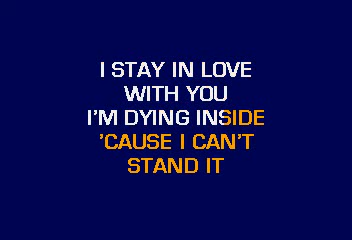 I STAY IN LOVE
WITH YOU
I'M DYING INSIDE
'CAUSE I CAN'T
STAND IT